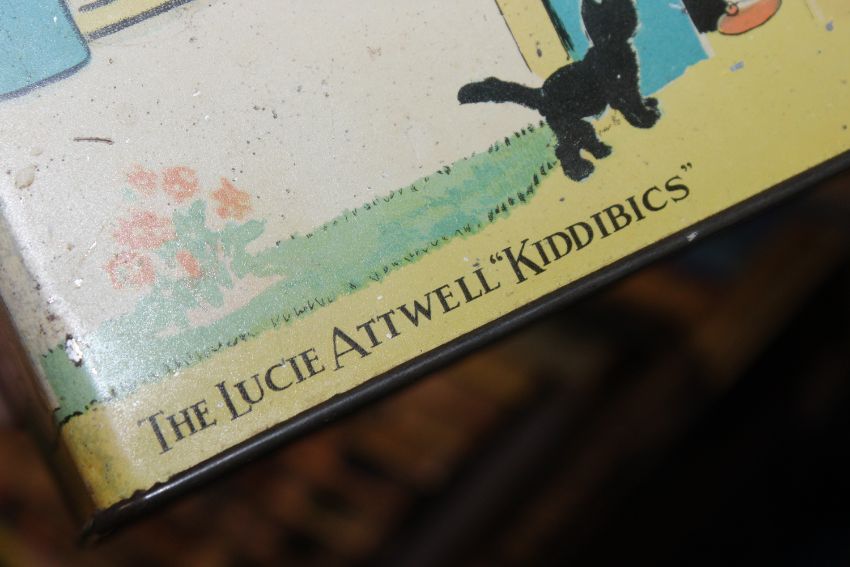 THE LUCIE ATTWELL "KIDDIBICS"